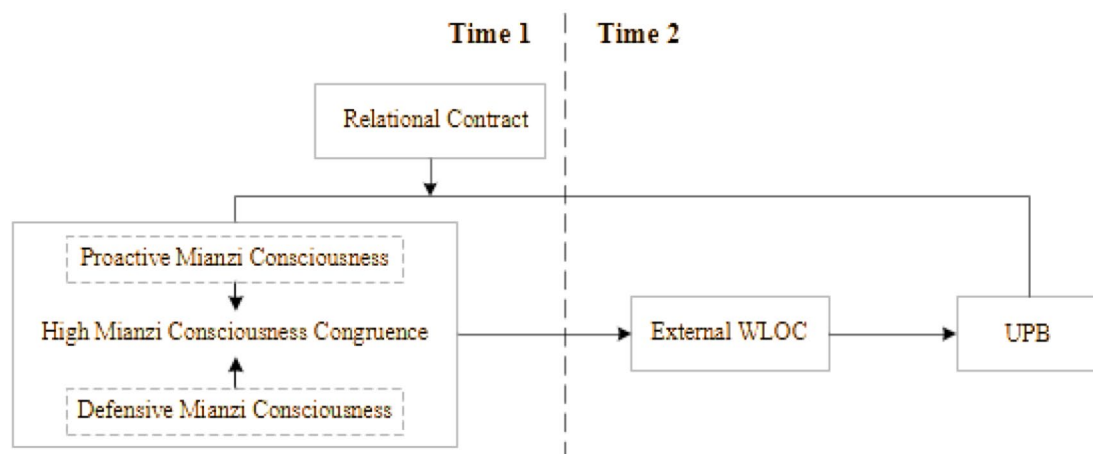 Time 1
Time 2
Relational Contract
Proactive Mianzi Consciousness
High Mianzi Consciousness Congruence
External WLOC
UPB
Defensive Mianzi Consciousness